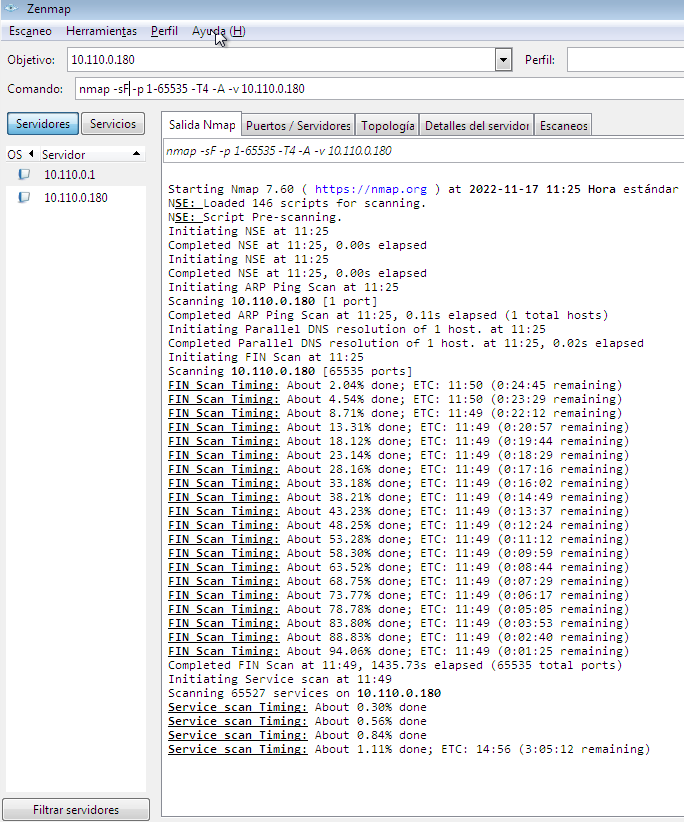 Zenmap
Escaneo Herramientas Perfil Ayuda (H)
Objetivo: 10.110.0.180 Perfil:
Comando: nmap -sF -p 1-65535 -T4 -A -v 10.110.0.180
Servidores Servicios
Salida Nmap Puertos / Servidores Topología Detalles del servidor Escaneos
OS Servidor
10.110.0.1
10.110.0.180
nmap -sF -p 1-65535 -T4 -A -v 10.110.0.180
Starting Nmap 7.60 ( https://nmap.org ) at 2022-11-17 11:25 Hora estándar
NSE: Loaded 146 scripts for scanning.
NSE: Script Pre-scanning.
Initiating NSE at 11:25
Completed NSE at 11:25, 0.00s elapsed
Initiating NSE at 11:25
Completed NSE at 11:25, 0.00s elapsed
Initiating ARP Ping Scan at 11:25
Scanning 10.110.0.180 [1 port]
Completed ARP Ping Scan at 11:25, 0.11s elapsed (1 total hosts)
Initiating Parallel DNS resolution of 1 host. at 11:25
Completed Parallel DNS resolution of 1 host. at 11:25, 0.02s elapsed
Initiating FIN Scan at 11:25
Scanning 10.110.0.180 [65535 ports]
FIN Scan Timing: About 2.04% done; ETC: 11:50 (0:24:45 remaining)
FIN Scan Timing: About 4.54% done; ETC: 11:50 (0:23:29 remaining)
FIN Scan Timing: About 8.71% done; ETC: 11:49 (0:22:12 remaining)
FIN Scan Timing: About 13.31% done; ETC: 11:49 (0:20:57 remaining)
FIN Scan Timing: About 18.12% done; ETC: 11:49 (0:19:44 remaining)
FIN Scan Timing: About 23.14% done; ETC: 11:49 (0:18:29 remaining)
FIN Scan Timing: About 28.16% done; ETC: 11:49 (0:17:16 remaining)
FIN Scan Timing: About 33.18% done; ETC: 11:49 (0:16:02 remaining)
FIN Scan Timing: About 38.21% done; ETC: 11:49 (0:14:49 remaining)
FIN Scan Timing: About 43.23% done; ETC: 11:49 (0:13:37 remaining)
FIN Scan Timing: About 48.25% done; ETC: 11:49 (0:12:24 remaining)
FIN Scan Timing: About 53.28% done; ETC: 11:49 (0:11:12 remaining)
FIN Scan Timing: About 58.30% done; ETC: 11:49 (0:09:59 remaining)
FIN Scan Timing: About 63.52% done; ETC: 11:49 (0:08:44 remaining)
FIN Scan Timing: About 68.75% done; ETC: 11:49 (0:07:29 remaining)
FIN Scan Timing: About 73.77% done; ETC: 11:49 (0:06:17 remaining)
FIN Scan Timing: About 78.78% done; ETC: 11:49 (0:05:05 remaining)
FIN Scan Timing: About 83.80% done; ETC: 11:49 (0:03:53 remaining)
FIN Scan Timing: About 88.83% done; ETC: 11:49 (0:02:40 remaining)
FIN Scan Timing: About 94.06% done; ETC: 11:49 (0:01:25 remaining)
Completed FIN Scan at 11:49, 1435.73s elapsed (65535 total ports)
Initiating Service scan at 11:49
Scanning 65527 services on 10.110.0.180
Service scan Timing: About 0.30% done
Service scan Timing: About 0.56% done
Service scan Timing: About 0.84% done
Service scan Timing: About 1.11% done; ETC: 14:56 (3:05:12 remaining)
Filtrar servidores